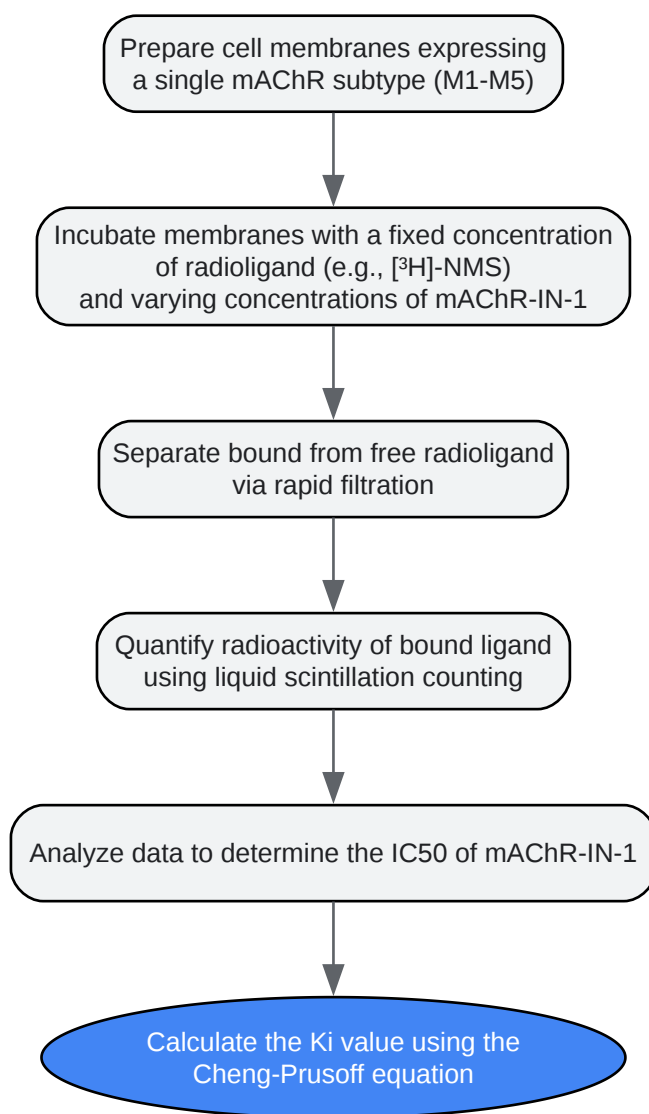 Prepare cell membranes expressing
a single mAChR subtype (M1-M5)
Incubate membranes with a fixed concentration
of radioligand (e.g., [³H]-NMS)
and varying concentrations of mAChR-IN-1
Separate bound from free radioligand
via rapid filtration
Quantify radioactivity of bound ligand
using liquid scintillation counting
Analyze data to determine the IC50 of mAChR-IN-1
Calculate the Ki value using the
Cheng-Prusoff equation